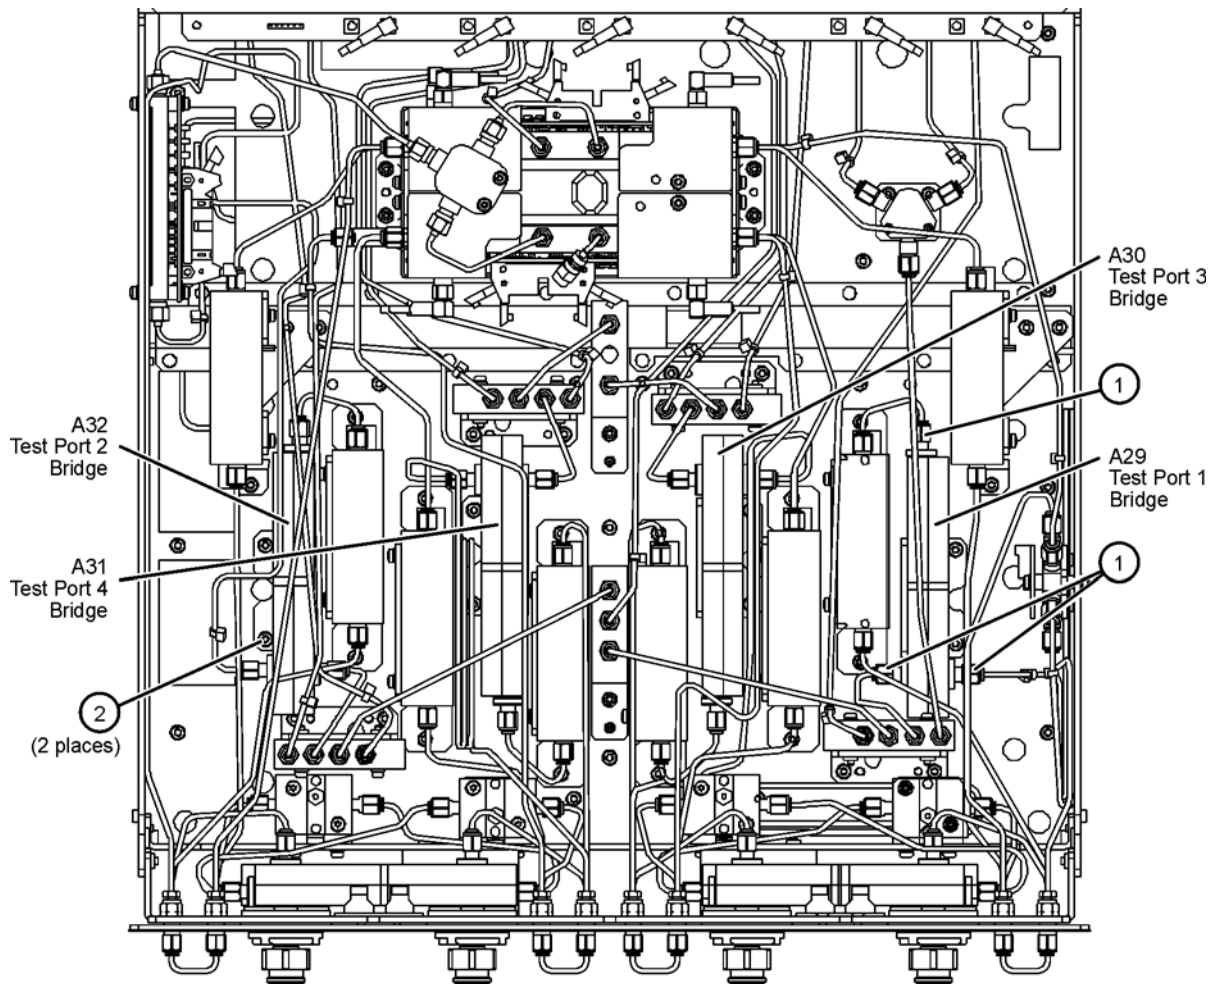 A30
Test Port 3
Bridge
1
A32
Test Port 2
Bridge
A29
Test Port 1
Bridge
1
A31
Test Port 4
Bridge
2
(2 places)